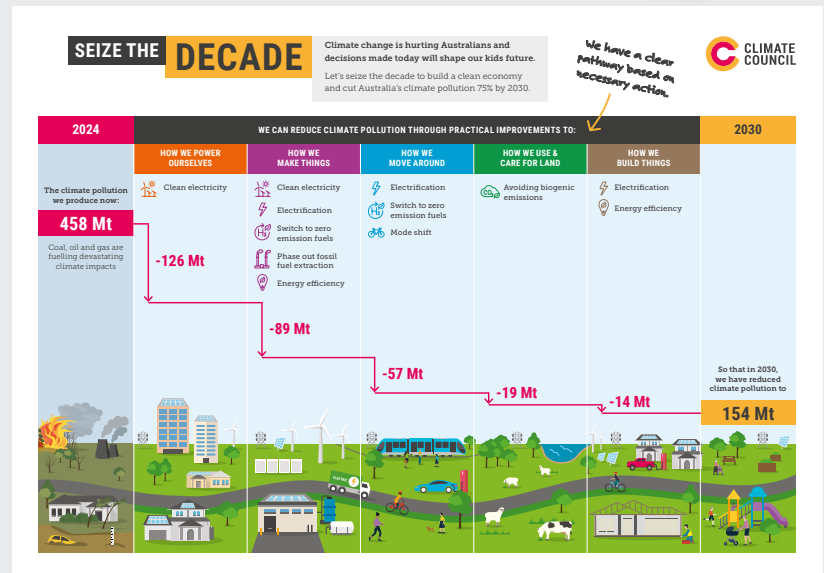 SEIZE THE
DECADE
Climate change is hurting Australians and
decisions made today will shape our kids future.
Let's seize the decade to build a clean economy
and cut Australia's climate pollution 75% by 2030.
We have a clear
pathway based on
necessary action.
CLIMATE
COUNCIL
2024
WE CAN REDUCE CLIMATE POLLUTION THROUGH PRACTICAL IMPROVEMENTS TO:
2030
HOW WE POWER
OURSELVES
HOW WE
MAKE THINGS
HOW WE
MOVE AROUND
HOW WE USE &
CARE FOR LAND
HOW WE
BUILD THINGS
The climate pollution
we produce now:
458 Mt
Coal, oil and gas are
fuelling devastating
climate impacts
Clean electricity
-126 Mt
Clean electricity
Electrification
H2
Switch to zero
emission fuels
Phase out fossil
fuel extraction
Energy efficiency
-89 Mt
Electrification
H2
Switch to zero
emission fuels
Mode shift
-57 Mt
CO2
Avoiding biogenic
emissions
-19 Mt
Electrification
Energy efficiency
-14 Mt
So that in 2030,
we have reduced
climate pollution to
154 Mt
ELECTRIC